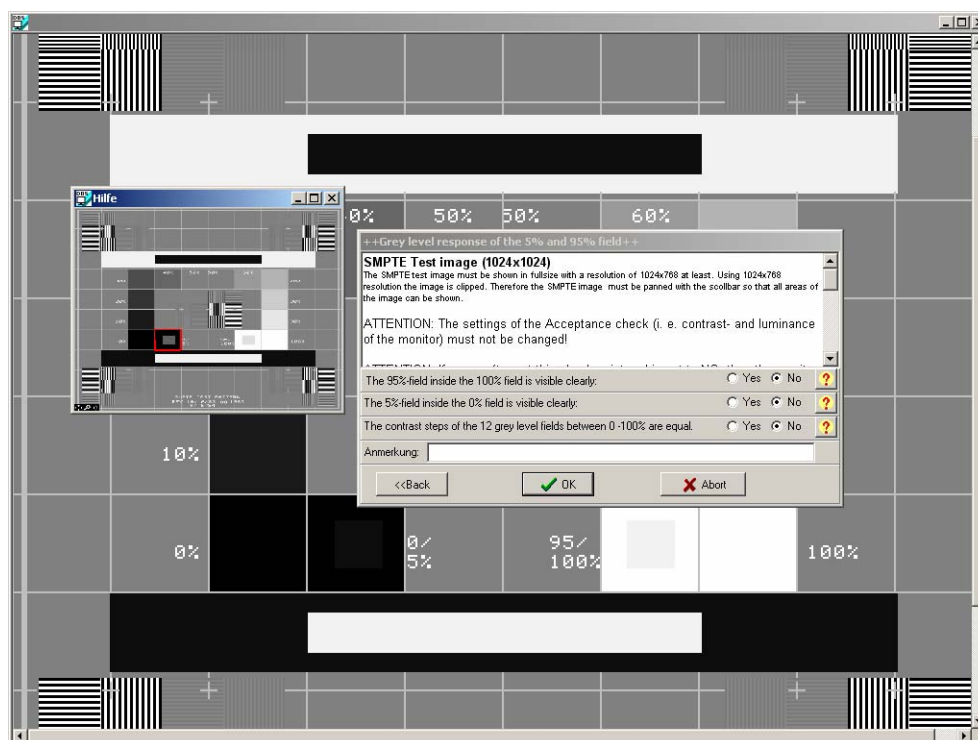 Hilfe
50%
50%
60%
++Grey level response of the 5% and 95% field++
SMPTE Test image (1024x1024)
The SMPTE test image must be shown in fullsize with a resolution of 1024x768 at least. Using 1024x768
resolution the image is clipped. Therefore the SMPTE image must be panned with the scollbar so that all areas of
the image can be shown.
ATTENTION: The settings of the Acceptance check (i. e. contrast- and luminance
of the monitor) must not be changed!
The 95%-field inside the 100% field is visible clearly:
Yes
No
?
The 5%-field inside the 0% field is visible clearly:
Yes
No
?
The contrast steps of the 12 grey level fields between 0 -100% are equal.
Yes
No
?
Anmerkung:
<<Back
OK
Abort
10%
0%
0/
5%
95/
100%
100%